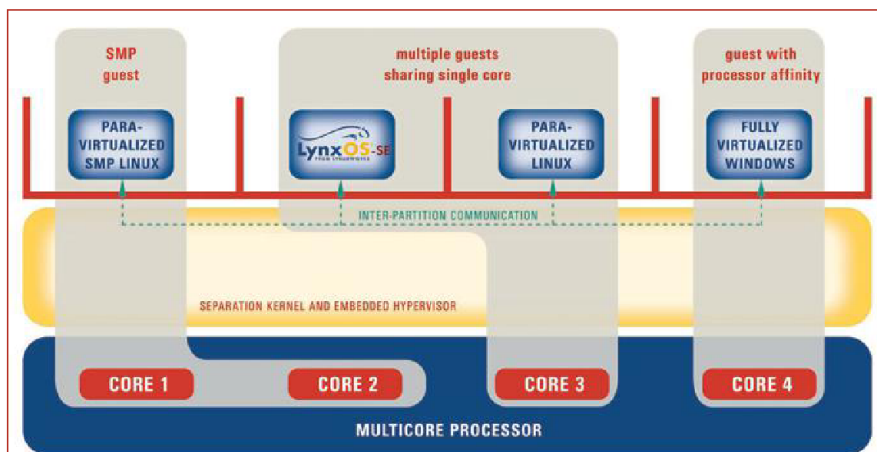 SMP
guest
multiple guests
sharing single core
guest with
processor affinity
PARA-
VIRTUALIZED
SMP LINUX
LynxOS-SE
FROM LYNUXWORKS
PARA-
VIRTUALIZED
LINUX
FULLY
VIRTUALIZED
WINDOWS
INTER-PARTITION COMMUNICATION
SEPARATION KERNEL AND EMBEDDED HYPERVISOR
CORE 1
CORE 2
CORE 3
CORE 4
MULTICORE PROCESSOR